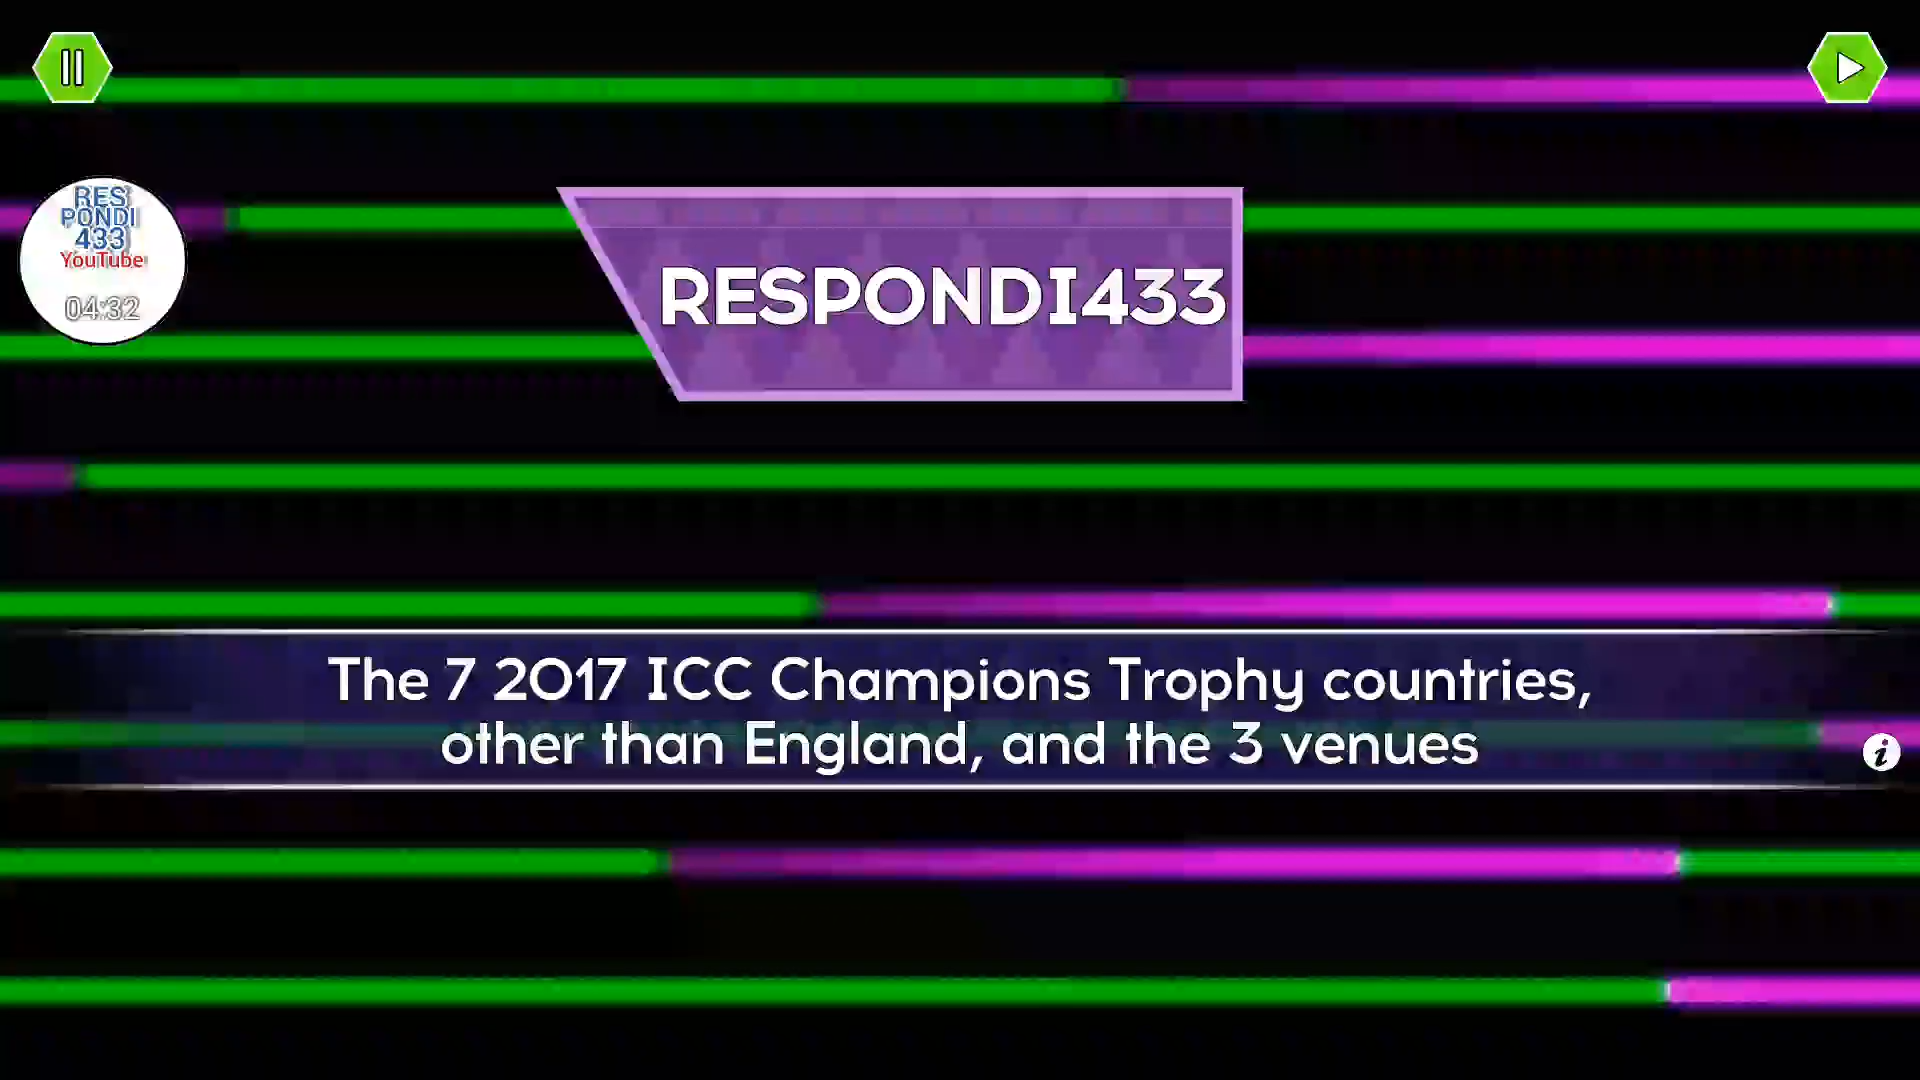 RES
PONDI
433
YouTube
04:32
RESPONDI433
The 7 2017 ICC Champions Trophy countries,
other than England, and the 3 venues
i